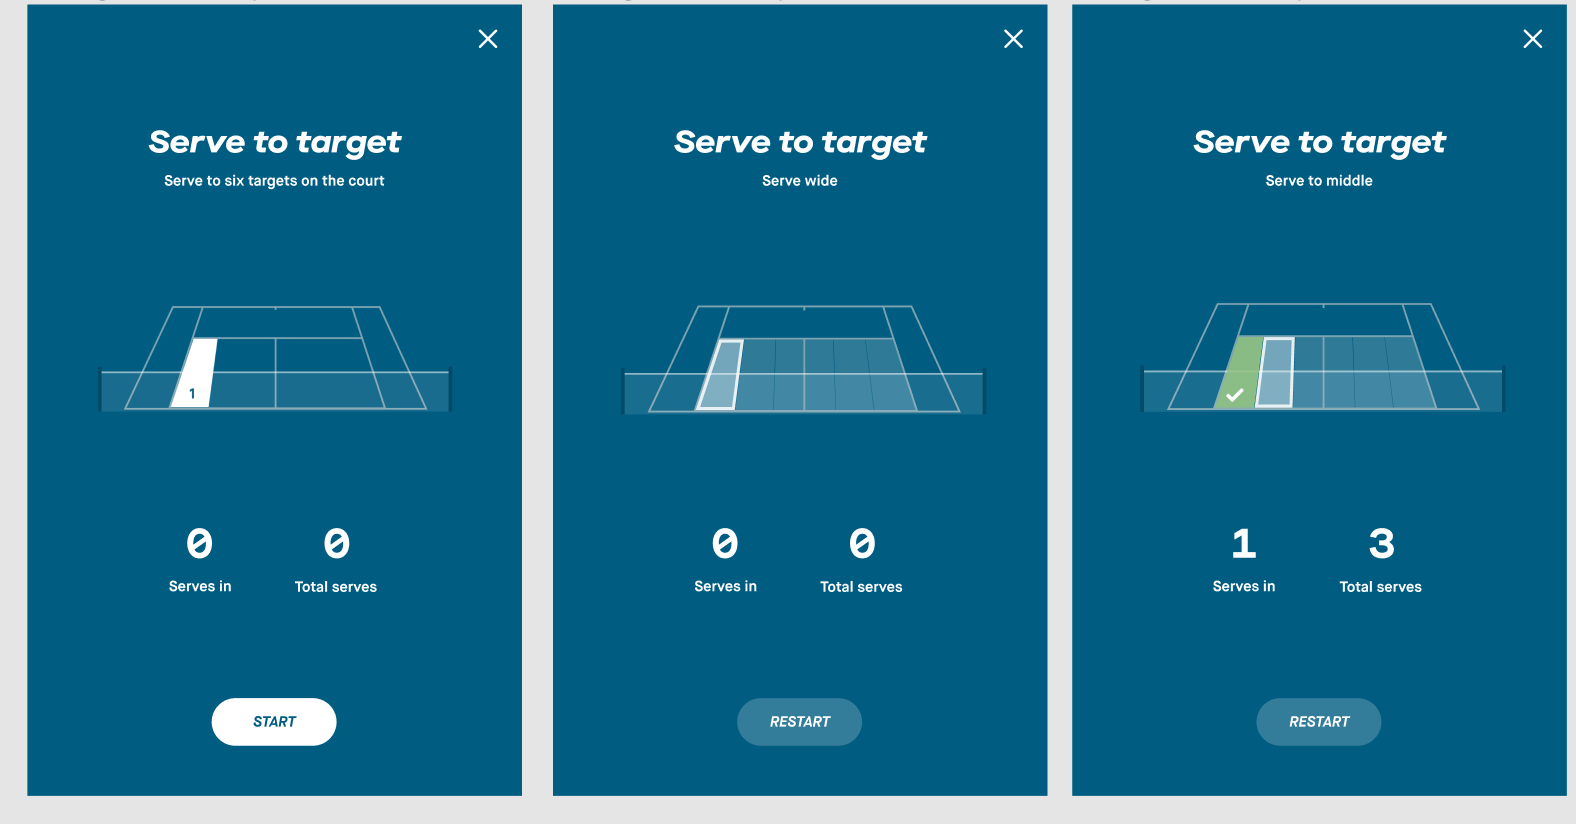 Serve to target
Serve to six targets on the court
1
0
0
Serves in
Total serves
START
Serve to target
Serve wide
0
0
Serves in
Total serves
RESTART
Serve to target
Serve to middle
1
3
Serves in
Total serves
RESTART